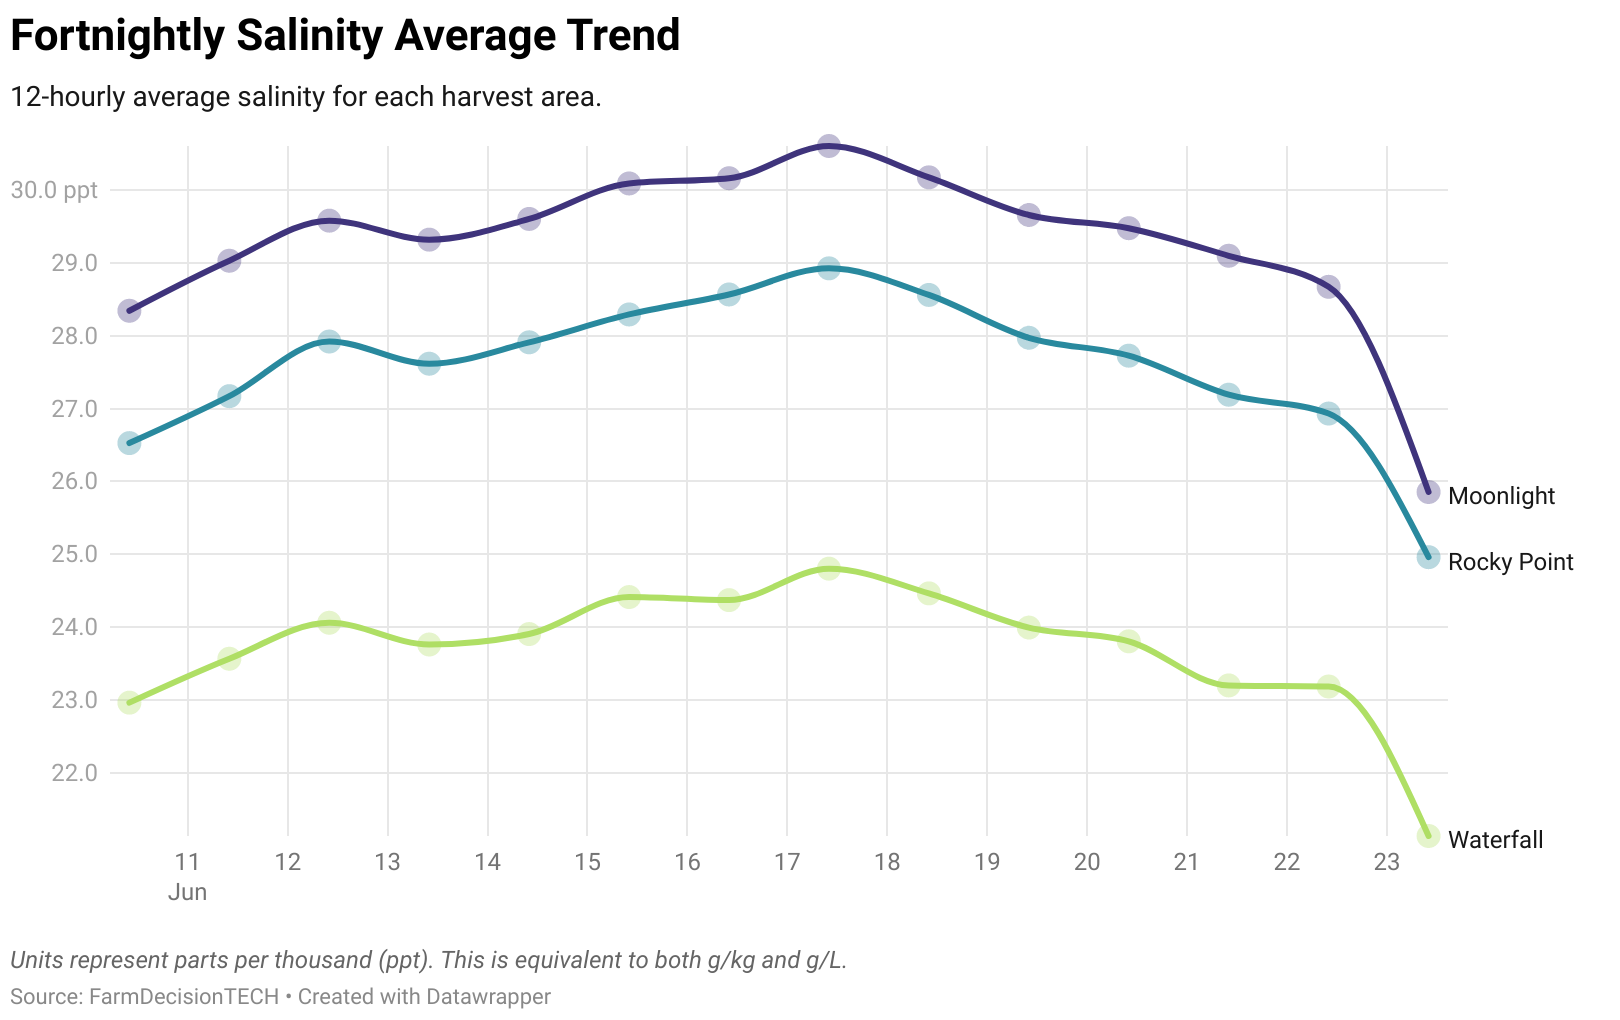 Fortnightly Salinity Average Trend
12-hourly average salinity for each harvest area.
30.0 ppt
29.0
28.0
27.0
26.0
25.0
24.0
23.0
22.0
Moonlight
Rocky Point
Waterfall
11 12 13 14 15 16 17 18 19 20 21 22 23
Jun
Units represent parts per thousand (ppt). This is equivalent to both g/kg and g/L.
Source: FarmDecisionTECH • Created with Datawrapper